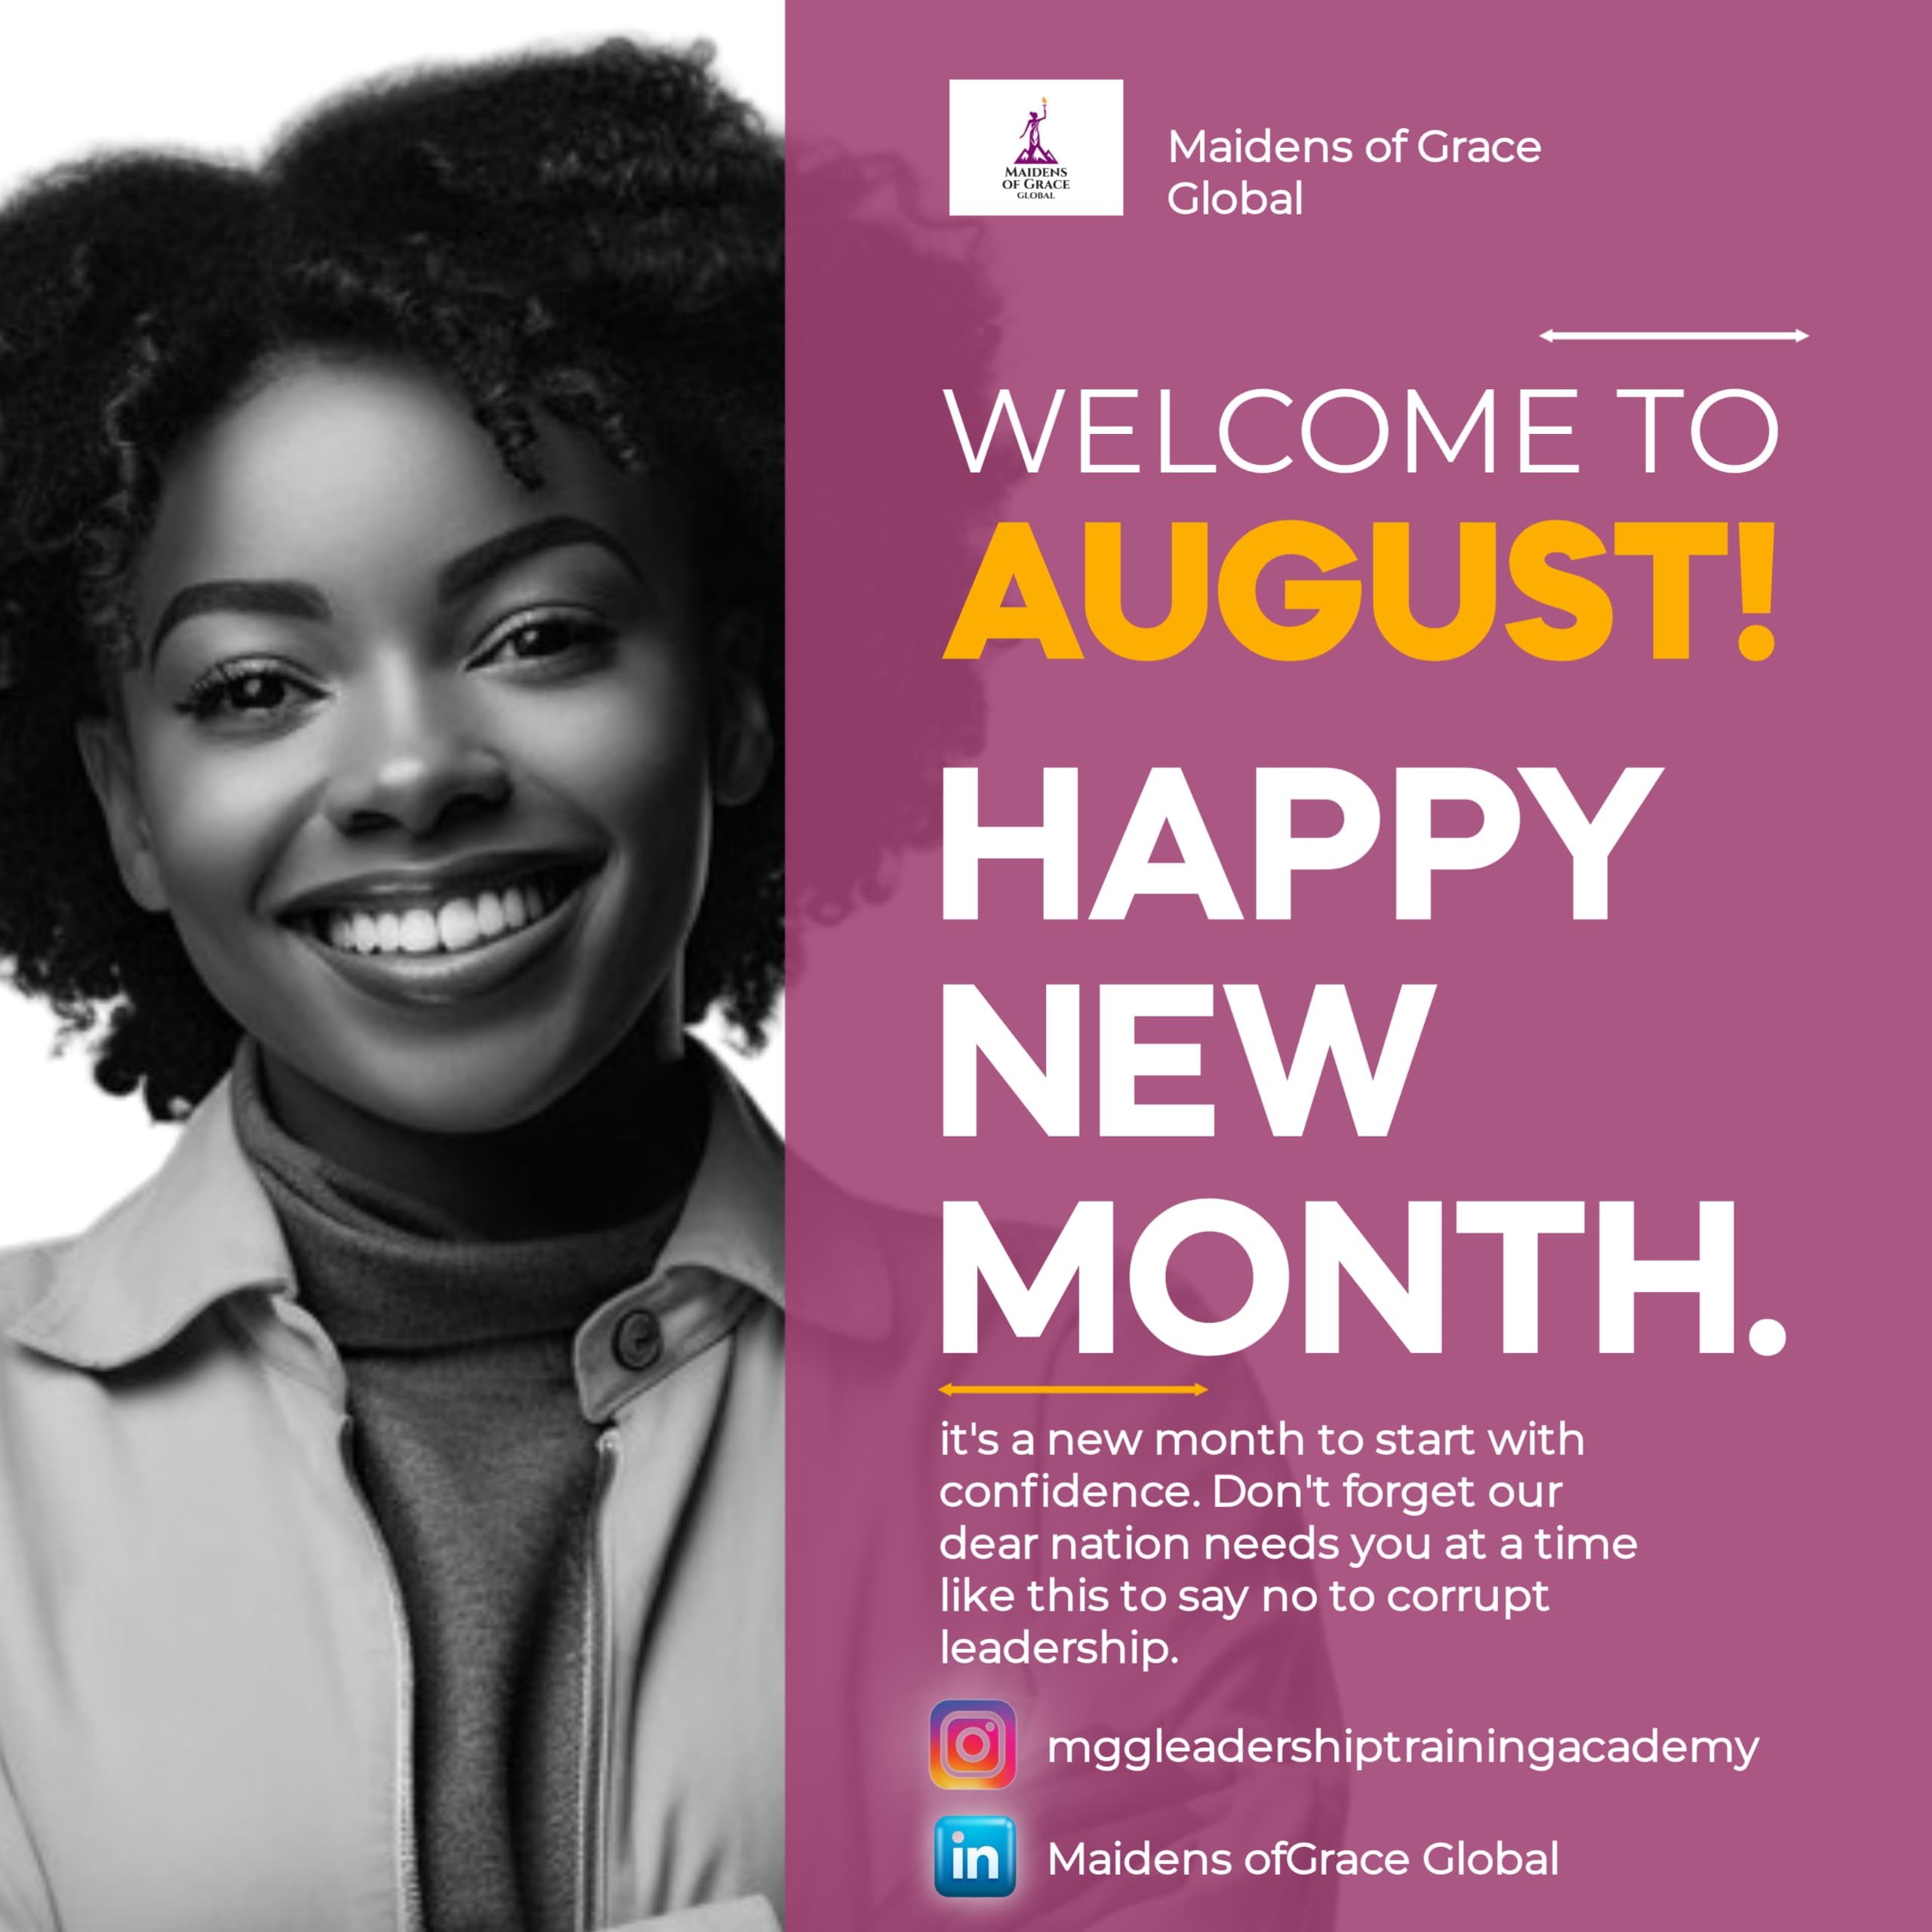 MAIDENS
OF GRACE
GLOBAL
Maidens of Grace
Global
WELCOME TO
AUGUST!
HAPPY
NEW
MONTH.
it's a new month to start with
confidence. Don't forget our
dear nation needs you at a time
like this to say no to corrupt
leadership.
mggleadershiptrainingacademy
in
Maidens ofGrace Global